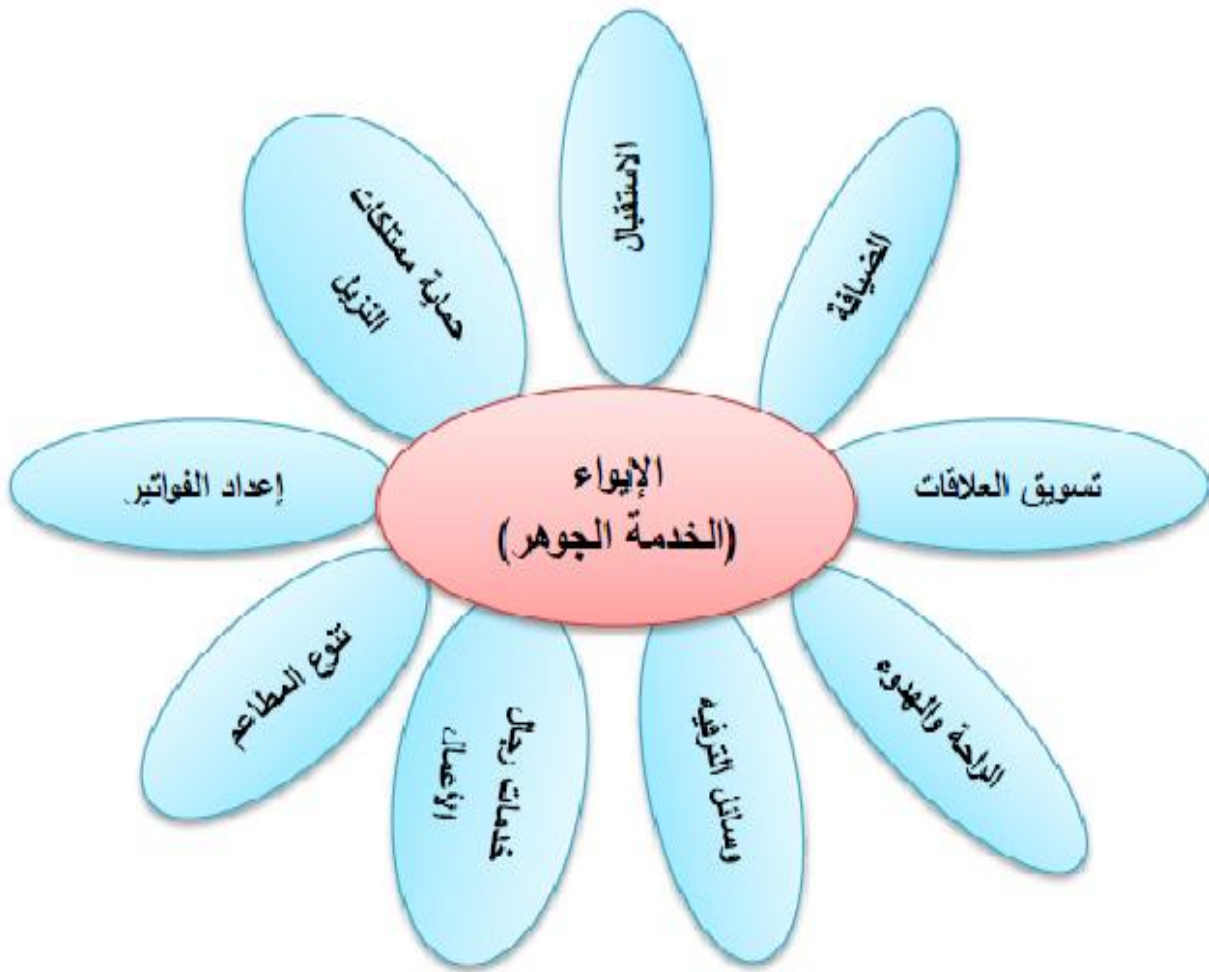 الاستقبال
الضيافة
تسويق العلاقات
الراحة والهدوء
وسائل الترفيه
خدمات رجال
الأعمال
تنوع المطاعم
إعداد الفواتير
حماية ممتلكات
النزيل
الإيواء
(الخدمة الجوهر)